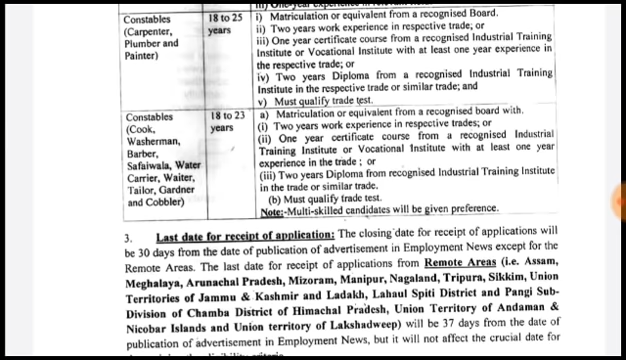 iii) One year experience in
Constables
(Carpenter,
Plumber and
Painter)
18 to 25
years
i) Matriculation or equivalent from a recognised Board.
ii) Two years work experience in respective trade; or
iii) One year certificate course from a recognised Industrial Training
Institute or Vocational Institute with at least one year experience in
the respective trade; or
iv) Two years Diploma from a recognised Industrial Training
Institute in the respective trade or similar trade; and
v) Must qualify trade test.
Constables
(Cook,
Washerman,
Barber,
Safaiwala, Water
Carrier, Waiter,
Tailor, Gardner
and Cobbler)
18 to 23
years
a) Matriculation or equivalent from a recognised board with.
(i) Two years work experience in respective trades; or
(ii) One year certificate course from a recognised Industrial
Training Institute or Vocational Institute with at least one year
experience in the trade ; or
(iii) Two years Diploma from recognised Industrial Training Institute
in the trade or similar trade.
(b) Must qualify trade test.
Note:-Multi-skilled candidates will be given preference.
3. Last date for receipt of application: The closing date for receipt of applications will
be 30 days from the date of publication of advertisement in Employment News except for the
Remote Areas. The last date for receipt of applications from Remote Areas (i.e. Assam,
Meghalaya, Arunachal Pradesh, Mizoram, Manipur, Nagaland, Tripura, Sikkim, Union
Territories of Jammu & Kashmir and Ladakh, Lahaul Spiti District and Pangi Sub-
Division of Chamba District of Himachal Pradesh, Union Territory of Andaman &
Nicobar Islands and Union territory of Lakshadweep) will be 37 days from the date of
publication of advertisement in Employment News, but it will not affect the crucial date for